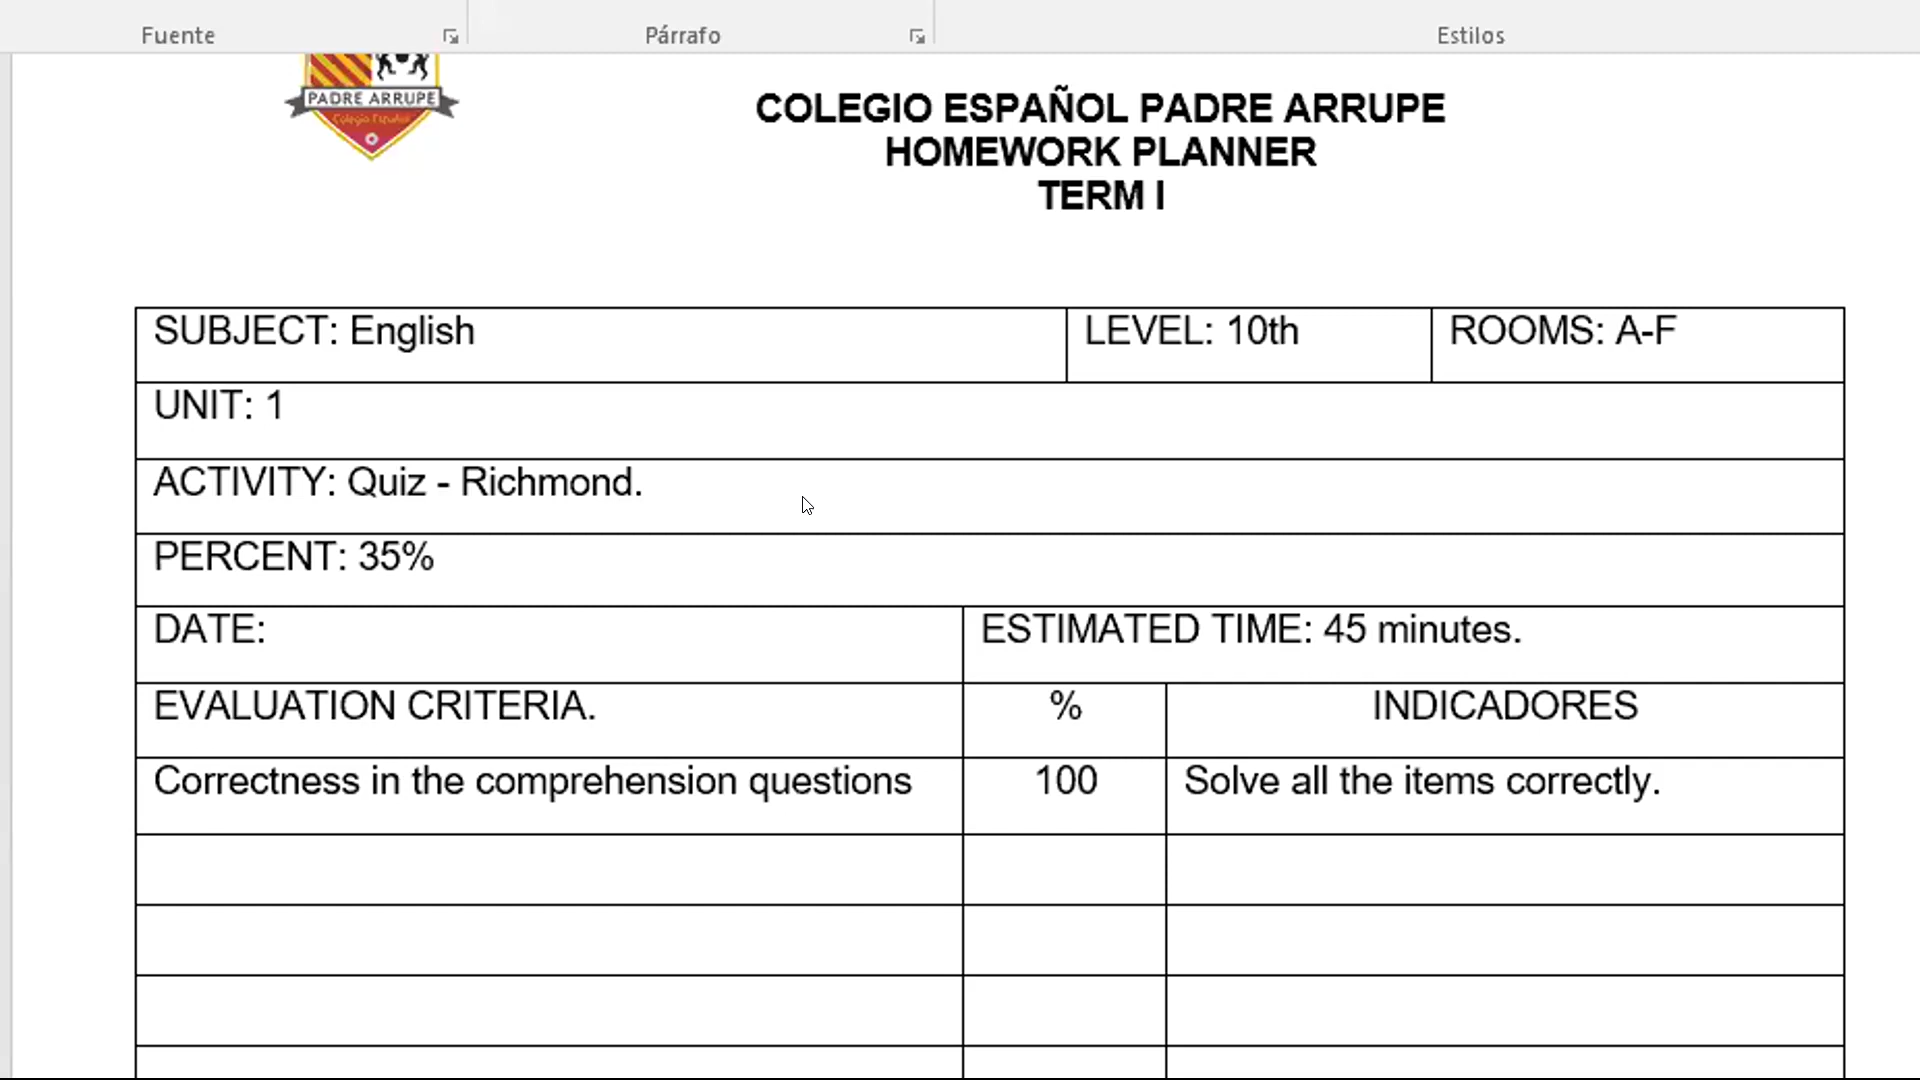 Fuente
Párrafo
Estilos
PADRE ARRUPE
Colegio Español
COLEGIO ESPAÑOL PADRE ARRUPE
HOMEWORK PLANNER
TERM I
SUBJECT: English
LEVEL: 10th
ROOMS: A-F
UNIT: 1
ACTIVITY: Quiz - Richmond.
PERCENT: 35%
DATE:
ESTIMATED TIME: 45 minutes.
EVALUATION CRITERIA.
%
INDICADORES
Correctness in the comprehension questions
100
Solve all the items correctly.